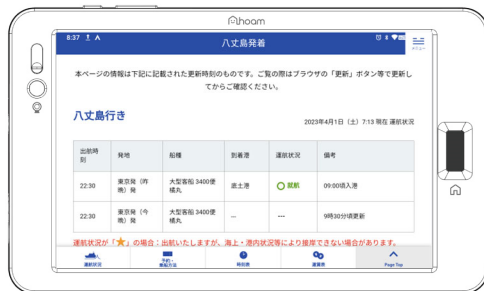 thoam
8:37
八丈島発着
メニュー
本ページの情報は下記に記載された更新時刻のものです。ご覧の際はブラウザの「更新」ボタン等で更新し
てからご確認ください。
八丈島行き
2023年4月1日（土）7:13 現在 運航状況
出航時
刻
発地
船種
到着港
運航状況
備考
22:30
東京発（昨
晩）発
大型客船 3400便
橘丸
底土港
就航
09:00頃入港
22:30
東京発（今
晩）発
大型客船 3400便
橘丸
--
---
9時30分頃更新
運航状況が「★」の場合：出航いたしますが、海上・港内状況等により接岸できない場合があります。
運航状況
予約・
乗船方法
時刻表
運賃表
Page Top